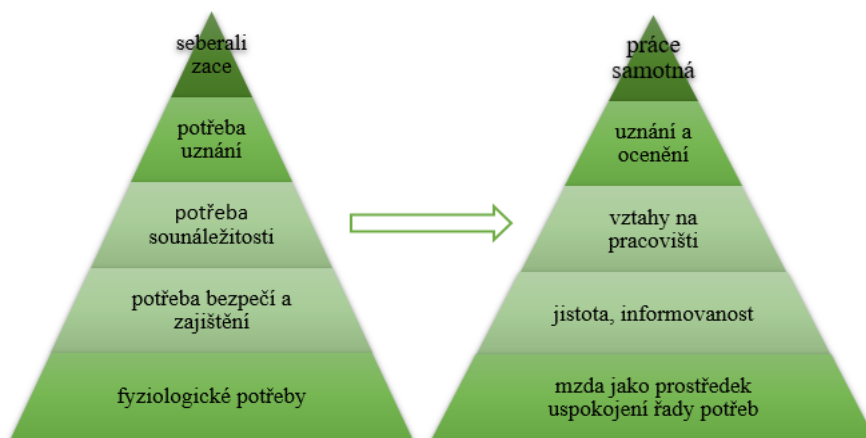 seberali
zace
potřeba
uznání
potřeba
sounáležitosti
potřeba bezpečí a
zajištění
fyziologické potřeby
práce
samotná
uznání a
ocenění
vztahy na
pracovišti
jistota, informovanost
mzda jako prostředek
uspokojení řady potřeb